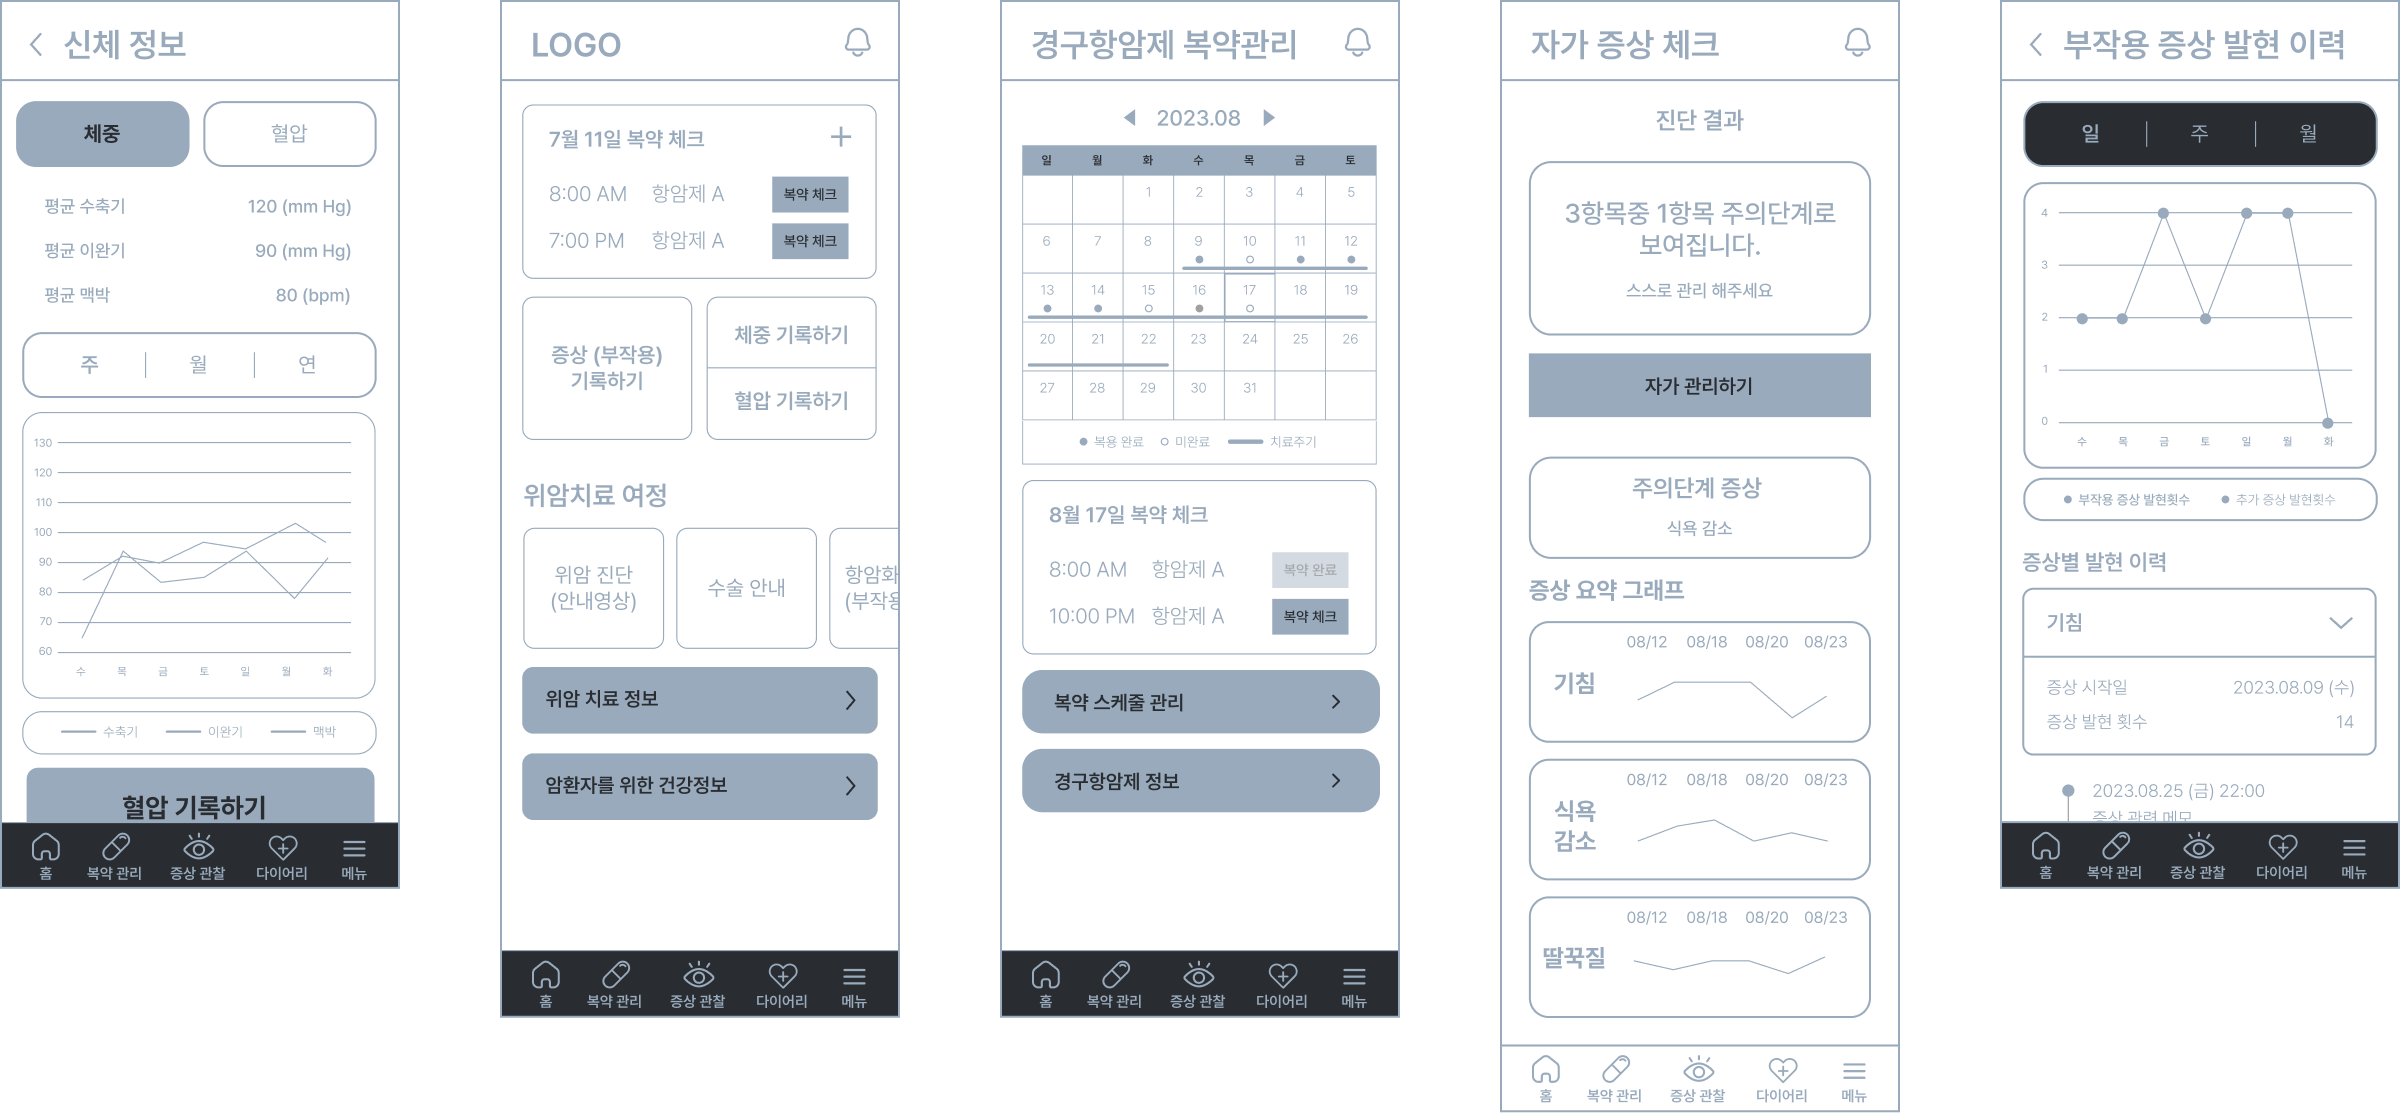 신체 정보
체중
혈압
평균 수축기 120 (mm Hg)
평균 이완기 90 (mm Hg)
평균 맥박 80 (bpm)
주 월 연
130
120
110
100
90
80
70
60
수 목 금 토 일 월 화
수축기 이완기 맥박
혈압 기록하기
홈 복약 관리 증상 관찰 다이어리 메뉴
LOGO
7월 11일 복약 체크
8:00 AM 항암제 A 복약 체크
7:00 PM 항암제 A 복약 체크
증상 (부작용)
기록하기
체중 기록하기
혈압 기록하기
위암치료 여정
위암 진단
(안내영상)
수술 안내
항암화
(부작용
위암 치료 정보
암환자를 위한 건강정보
홈 복약 관리 증상 관찰 다이어리 메뉴
경구항암제 복약관리
2023.08
일 월 화 수 목 금 토
1 2 3 4 5
6 7 8 9 10 11 12
13 14 15 16 17 18 19
20 21 22 23 24 25 26
27 28 29 30 31
복용 완료 미완료 치료주기
8월 17일 복약 체크
8:00 AM 항암제 A 복약 완료
10:00 PM 항암제 A 복약 체크
복약 스케줄 관리
경구항암제 정보
홈 복약 관리 증상 관찰 다이어리 메뉴
자가 증상 체크
진단 결과
3항목중 1항목 주의단계로
보여집니다.
스스로 관리 해주세요
자가 관리하기
주의단계 증상
식욕 감소
증상 요약 그래프
08/12 08/18 08/20 08/23
기침
08/12 08/18 08/20 08/23
식욕
감소
08/12 08/18 08/20 08/23
딸꾹질
홈 복약 관리 증상 관찰 다이어리 메뉴
부작용 증상 발현 이력
일 주 월
4
3
2
1
0
수 목 금 토 일 월 화
부작용 증상 발현횟수 추가 증상 발현횟수
증상별 발현 이력
기침
증상 시작일 2023.08.09 (수)
증상 발현 횟수 14
2023.08.25 (금) 22:00
증상 관련 메모
홈 복약 관리 증상 관찰 다이어리 메뉴